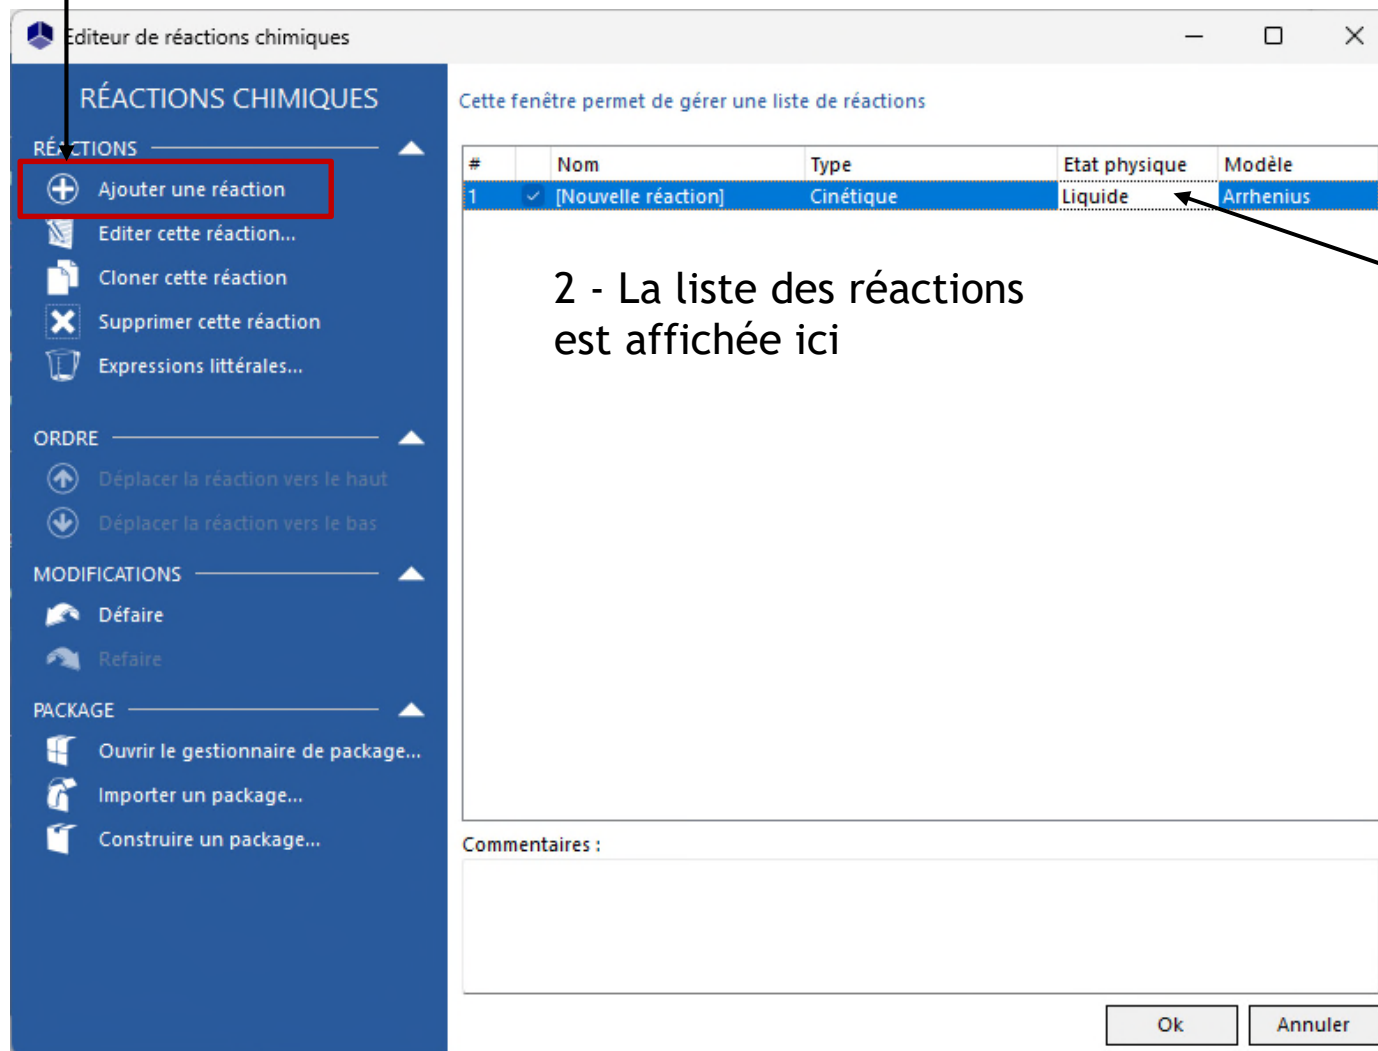 Editeur de réactions chimiques
RÉACTIONS CHIMIQUES
RÉACTIONS
Ajouter une réaction
Editer cette réaction...
Cloner cette réaction
Supprimer cette réaction
Expressions littérales...
ORDRE
Déplacer la réaction vers le haut
Déplacer la réaction vers le bas
MODIFICATIONS
Défaire
Refaire
PACKAGE
Ouvrir le gestionnaire de package...
Importer un package...
Construire un package...
Cette fenêtre permet de gérer une liste de réactions
# Nom Type Etat physique Modèle
1 [Nouvelle réaction] Cinétique Liquide Arrhenius
2 - La liste des réactions
est affichée ici
Commentaires :
Ok Annuler